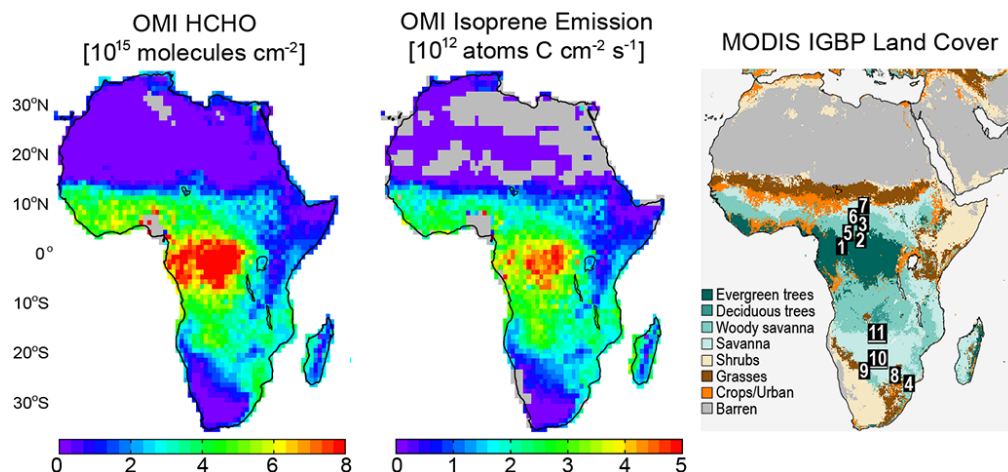 OMI HCHO
[10¹⁵ molecules cm⁻²]
OMI Isoprene Emission
[10¹² atoms C cm⁻² s⁻¹]
MODIS IGBP Land Cover
30°N
20°N
10°N
0°
10°S
20°S
30°S
0 2 4 6 8
0 1 2 3 4 5
7
6
3
5
2
1
11
10
9
8
4
Evergreen trees
Deciduous trees
Woody savanna
Savanna
Shrubs
Grasses
Crops/Urban
Barren